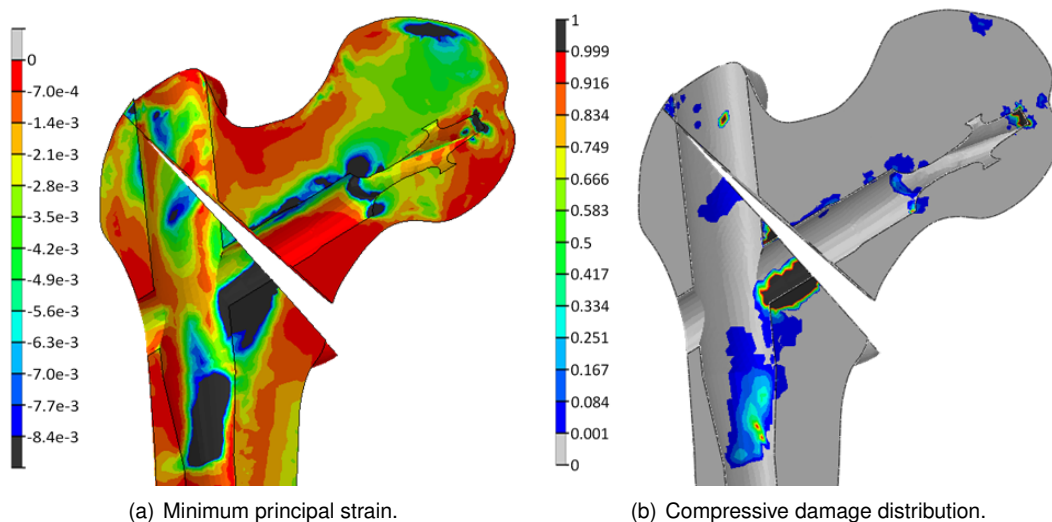 0
-7.0e-4
-1.4e-3
-2.1e-3
-2.8e-3
-3.5e-3
-4.2e-3
-4.9e-3
-5.6e-3
-6.3e-3
-7.0e-3
-7.7e-3
-8.4e-3
(a) Minimum principal strain.
1
0.999
0.916
0.834
0.749
0.666
0.583
0.5
0.417
0.334
0.251
0.167
0.084
0.001
0
(b) Compressive damage distribution.